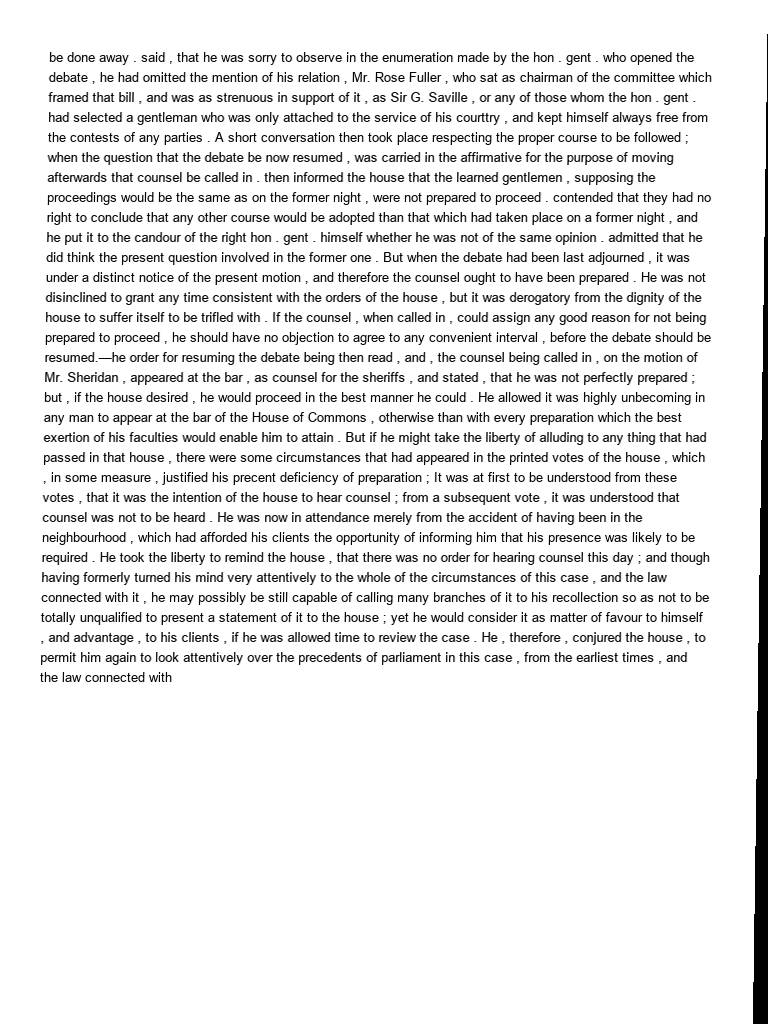 be done away . said , that he was sorry to observe in the enumeration made by the hon . gent . who opened the
debate , he had omitted the mention of his relation , Mr. Rose Fuller , who sat as chairman of the committee which
framed that bill , and was as strenuous in support of it , as Sir G. Saville , or any of those whom the hon . gent .
had selected a gentleman who was only attached to the service of his courttry , and kept himself always free from
the contests of any parties . A short conversation then took place respecting the proper course to be followed ;
when the question that the debate be now resumed , was carried in the affirmative for the purpose of moving
afterwards that counsel be called in . then informed the house that the learned gentlemen , supposing the
proceedings would be the same as on the former night , were not prepared to proceed . contended that they had no
right to conclude that any other course would be adopted than that which had taken place on a former night , and
he put it to the candour of the right hon . gent . himself whether he was not of the same opinion . admitted that he
did think the present question involved in the former one . But when the debate had been last adjourned , it was
under a distinct notice of the present motion , and therefore the counsel ought to have been prepared . He was not
disinclined to grant any time consistent with the orders of the house , but it was derogatory from the dignity of the
house to suffer itself to be trifled with . If the counsel , when called in , could assign any good reason for not being
prepared to proceed , he should have no objection to agree to any convenient interval , before the debate should be
resumed.—he order for resuming the debate being then read , and , the counsel being called in , on the motion of
Mr. Sheridan , appeared at the bar , as counsel for the sheriffs , and stated , that he was not perfectly prepared ;
but , if the house desired , he would proceed in the best manner he could . He allowed it was highly unbecoming in
any man to appear at the bar of the House of Commons , otherwise than with every preparation which the best
exertion of his faculties would enable him to attain . But if he might take the liberty of alluding to any thing that had
passed in that house , there were some circumstances that had appeared in the printed votes of the house , which
, in some measure , justified his precent deficiency of preparation ; It was at first to be understood from these
votes , that it was the intention of the house to hear counsel ; from a subsequent vote , it was understood that
counsel was not to be heard . He was now in attendance merely from the accident of having been in the
neighbourhood , which had afforded his clients the opportunity of informing him that his presence was likely to be
required . He took the liberty to remind the house , that there was no order for hearing counsel this day ; and though
having formerly turned his mind very attentively to the whole of the circumstances of this case , and the law
connected with it , he may possibly be still capable of calling many branches of it to his recollection so as not to be
totally unqualified to present a statement of it to the house ; yet he would consider it as matter of favour to himself
, and advantage , to his clients , if he was allowed time to review the case . He , therefore , conjured the house , to
permit him again to look attentively over the precedents of parliament in this case , from the earliest times , and
the law connected with